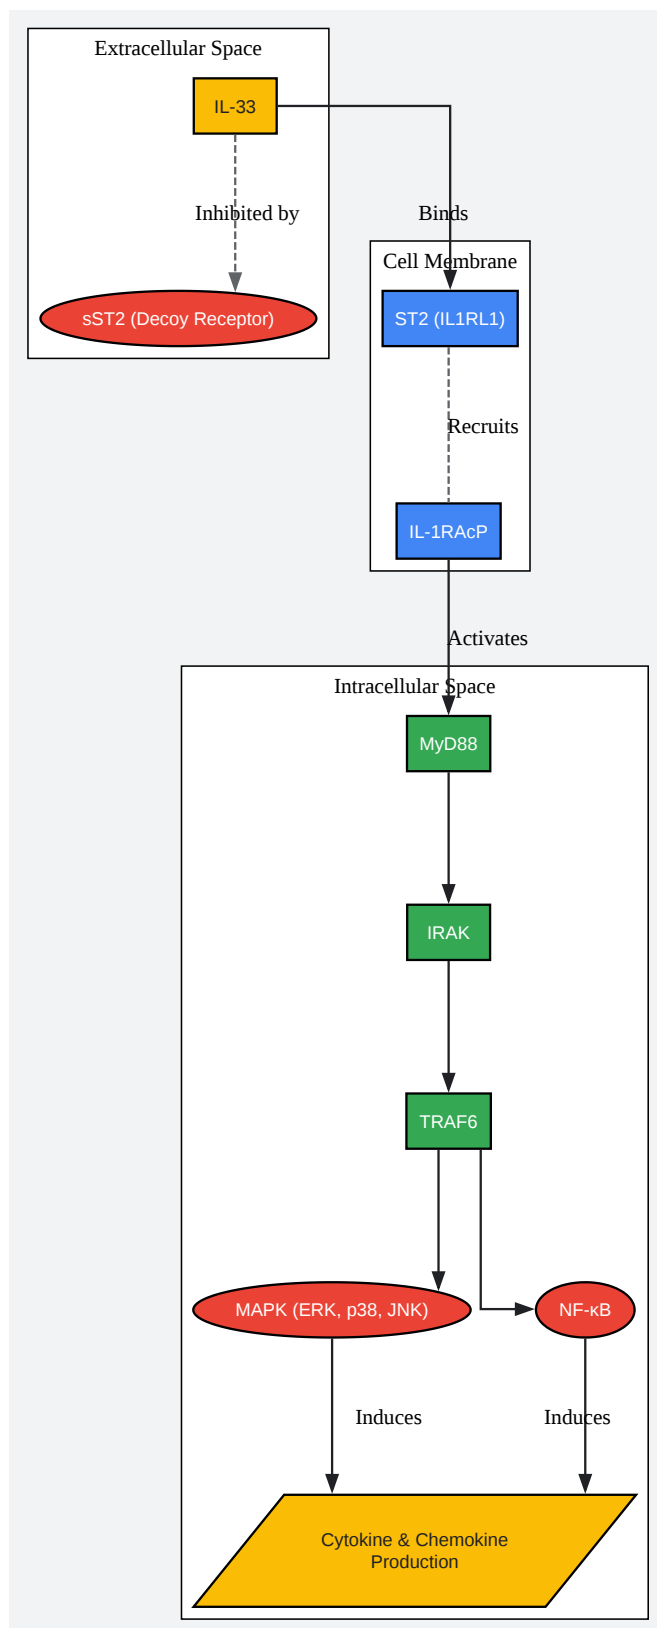 Extracellular Space
IL-33
Inhibited by
Binds
Cell Membrane
sST2 (Decoy Receptor)
ST2 (IL1RL1)
Recruits
IL-1RAcP
Activates
Intracellular Space
MyD88
IRAK
TRAF6
MAPK (ERK, p38, JNK)
NF-κB
Induces
Induces
Cytokine & Chemokine
Production